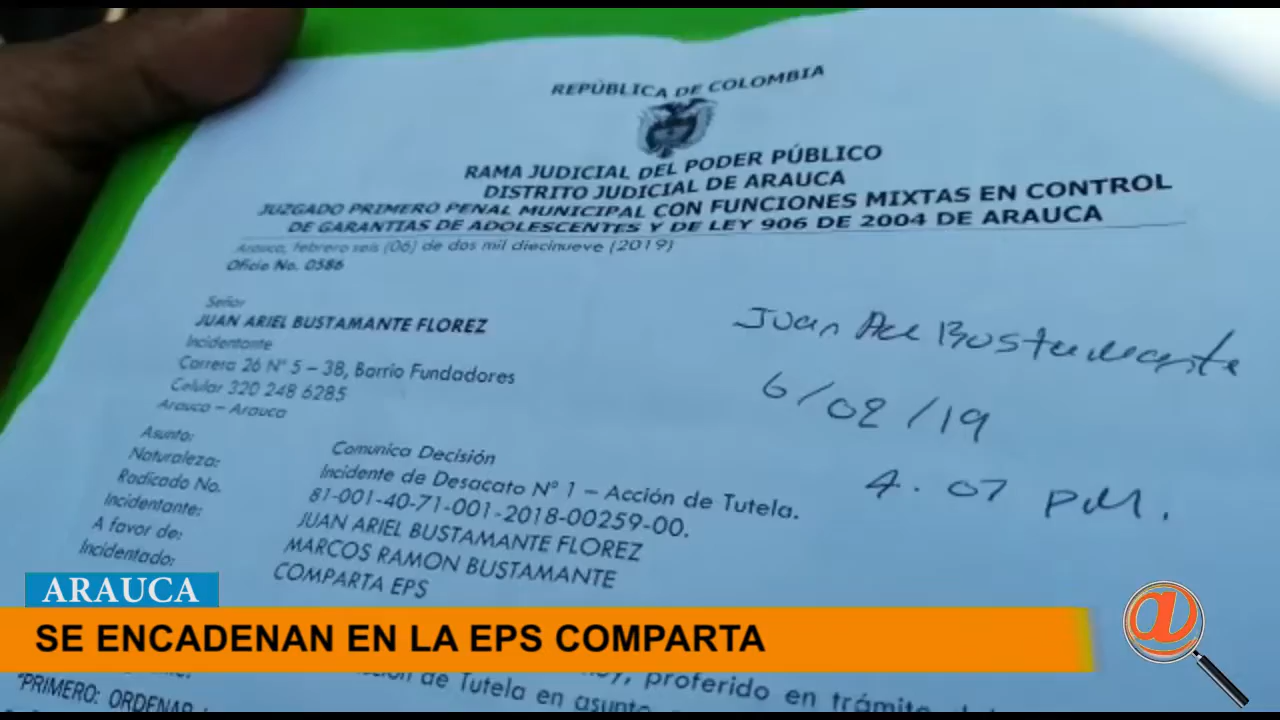 REPÚBLICA DE COLOMBIA
RAMA JUDICIAL DEL PODER PÚBLICO
DISTRITO JUDICIAL DE ARAUCA
JUZGADO PRIMERO PENAL MUNICIPAL CON FUNCIONES MIXTAS EN CONTROL
DE GARANTIAS DE ADOLESCENTES Y DE LEY 906 DE 2004 DE ARAUCA
Arauca, febrero seis (06) de dos mil diecinueve (2019)
Oficio No. 0586
Señor
JUAN ARIEL BUSTAMANTE FLOREZ
Incidentante
Carrera 26 N° 5 – 38, Barrio Fundadores
Celular 320 248 6285
Arauca – Arauca
Juan Bustamante
6/02/19
4.07 PM.
Asunto: Comunica Decisión
Naturaleza: Incidente de Desacato N° 1 – Acción de Tutela.
Radicado No. 81-001-40-71-001-2018-00259-00.
Incidentante: JUAN ARIEL BUSTAMANTE FLOREZ
A favor de: MARCOS RAMON BUSTAMANTE
Incidentado: COMPARTA EPS
ARAUCA
SE ENCADENAN EN LA EPS COMPARTA
proferido en trámite
de Tutela en asunto
"PRIMERO: ORDENAR